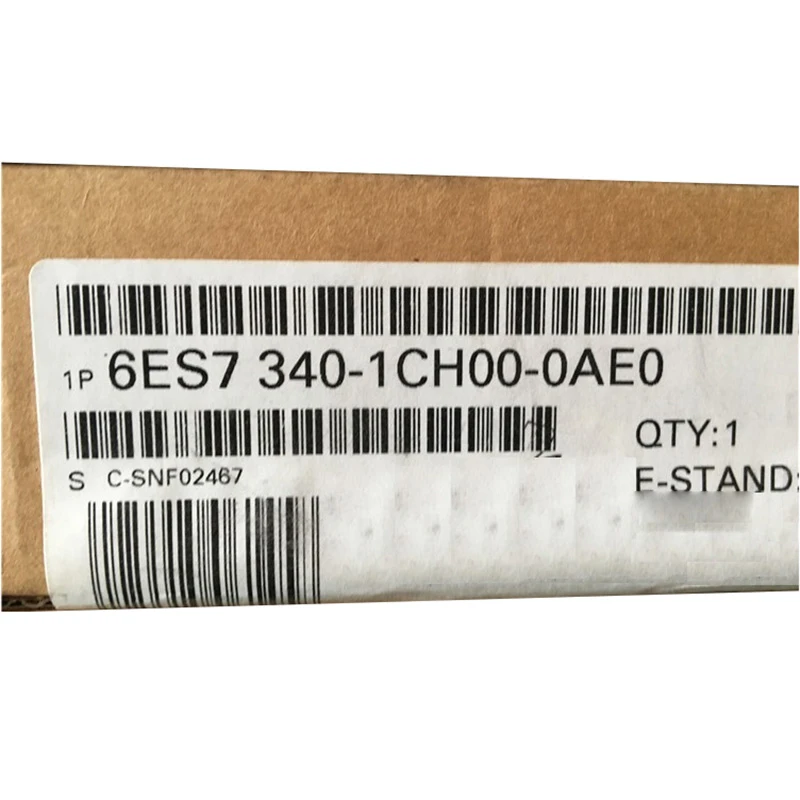 1P 6ES7 340-1CH00-0AE0
QTY:1
S C-SNF02467
E-STAND: